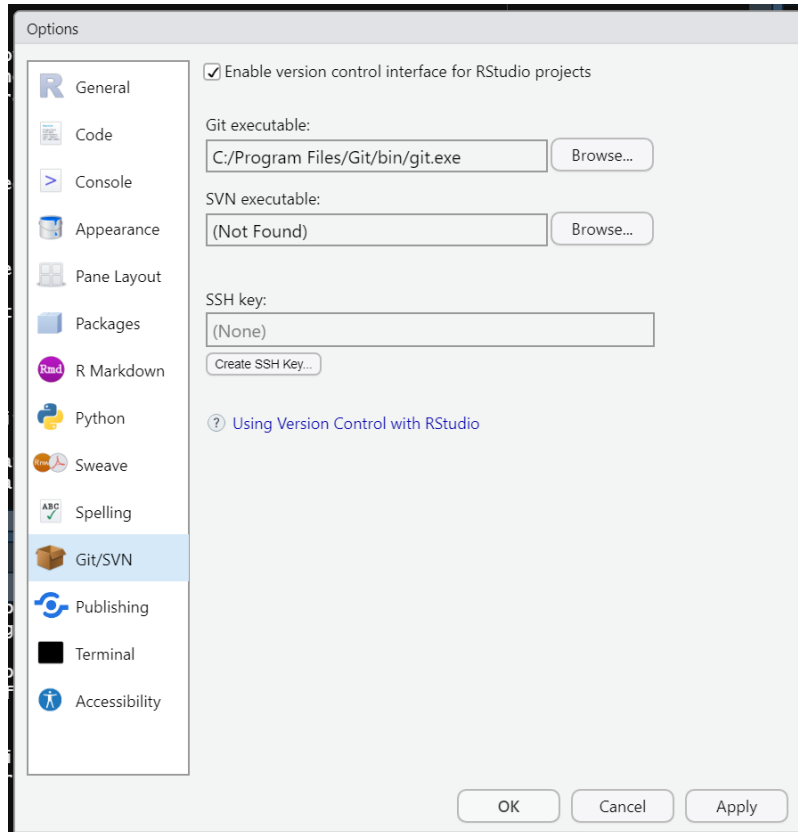 Options
General
Code
Console
Appearance
Pane Layout
Packages
Rmd R Markdown
Python
Sweave
ABC Spelling
Git/SVN
Publishing
Terminal
Accessibility
Enable version control interface for RStudio projects
Git executable:
C:/Program Files/Git/bin/git.exe Browse...
SVN executable:
(Not Found) Browse...
SSH key:
(None)
Create SSH Key...
? Using Version Control with RStudio
OK Cancel Apply